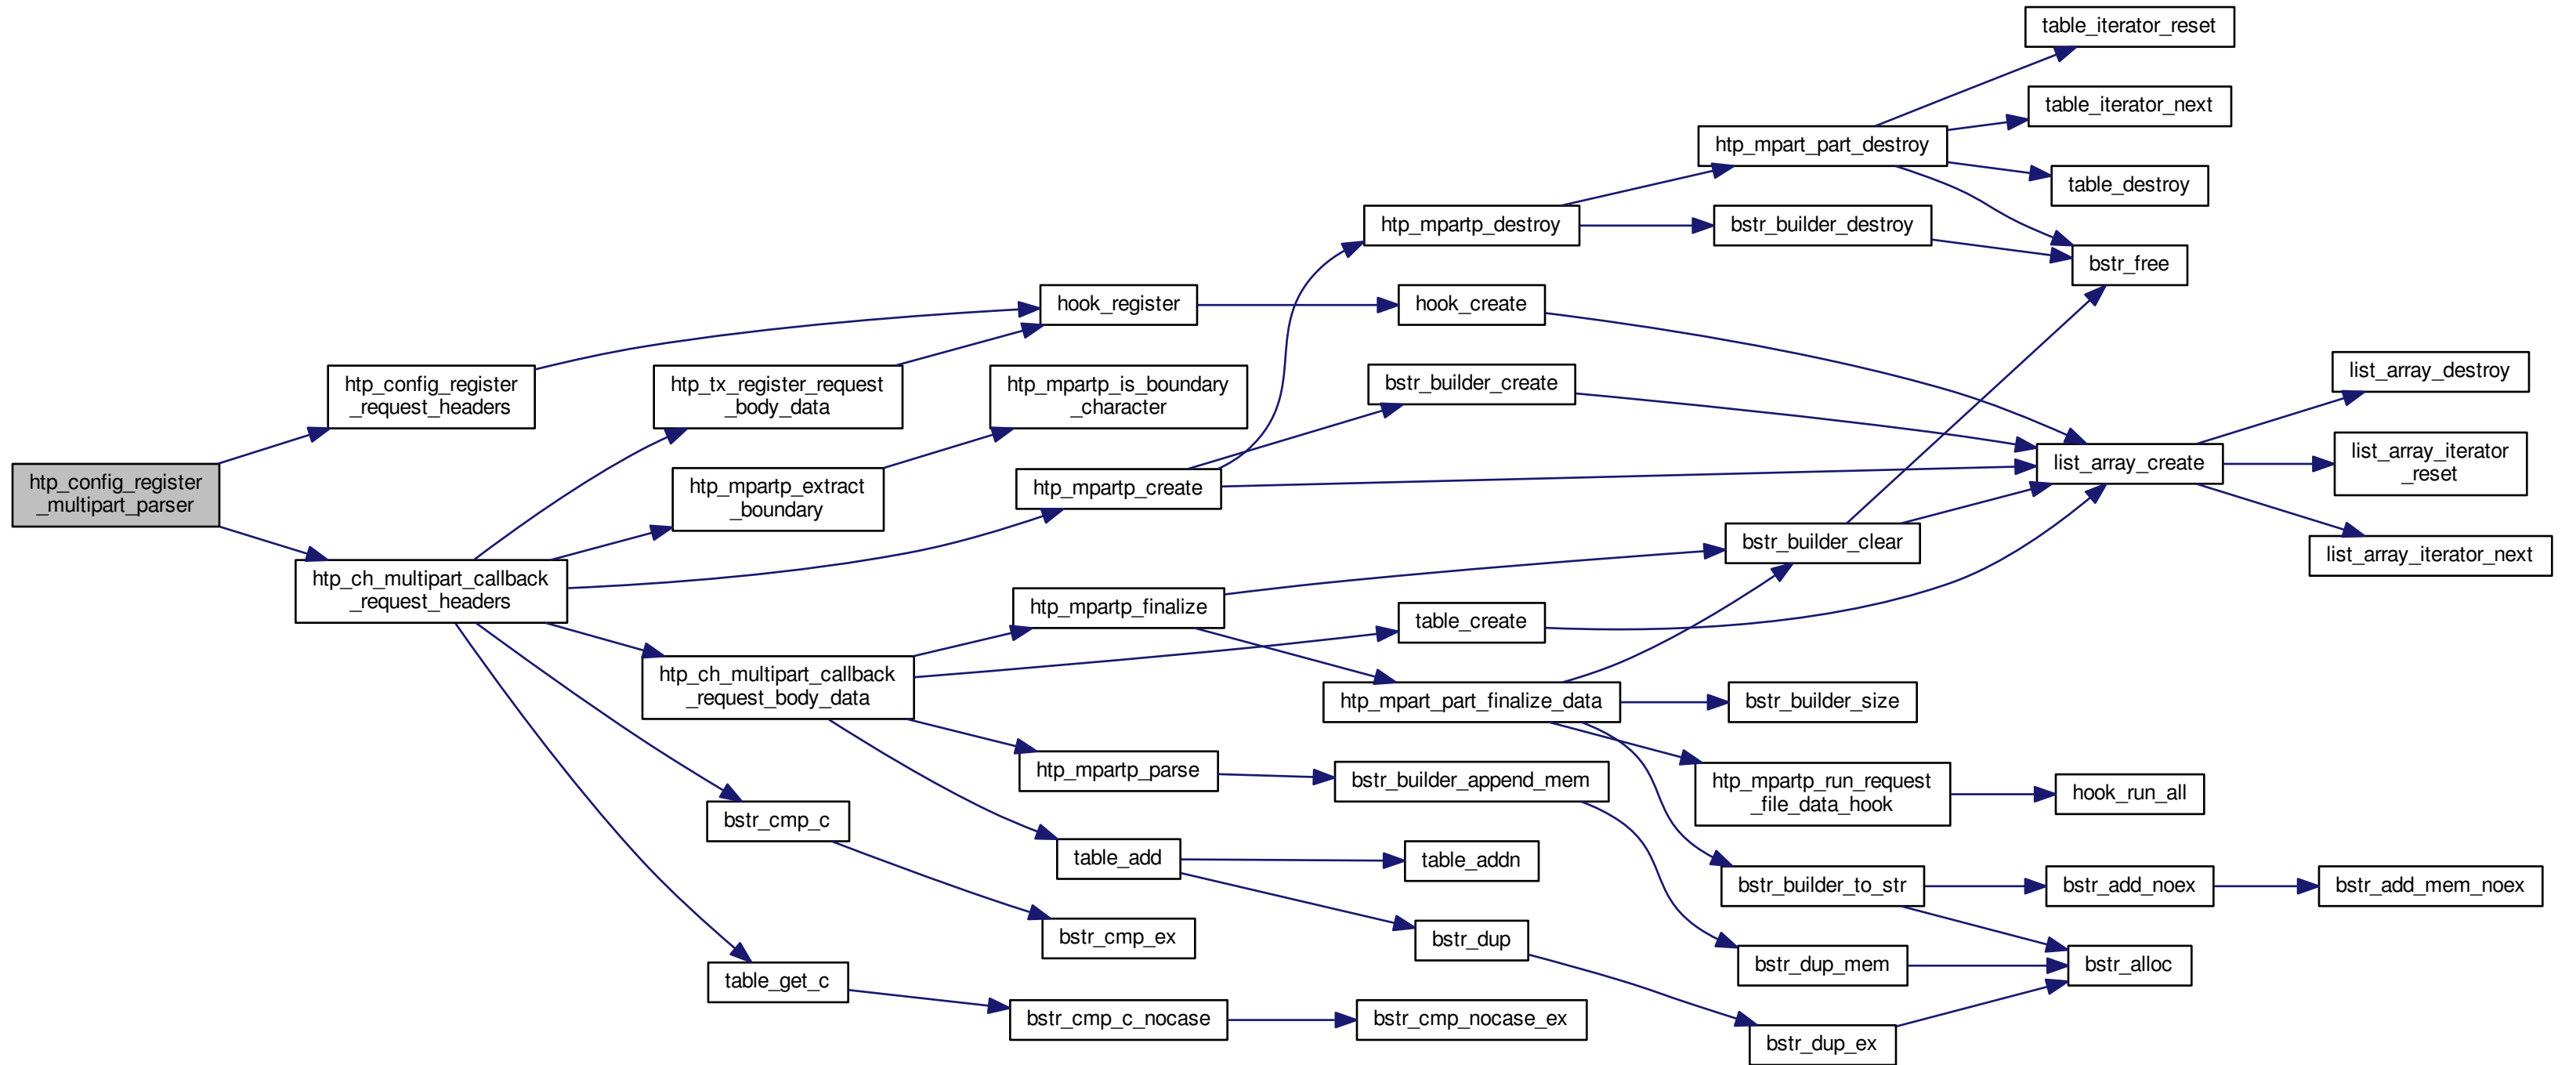 table_iterator_reset
table_iterator_next
htp_mpart_part_destroy
table_destroy
htp_mpartp_destroy
bstr_builder_destroy
bstr_free
hook_register
hook_create
htp_config_register
_request_headers
htp_tx_register_request
_body_data
htp_mpartp_is_boundary
_character
bstr_builder_create
list_array_destroy
htp_config_register
_multipart_parser
htp_mpartp_extract
_boundary
htp_mpartp_create
list_array_create
list_array_iterator
_reset
bstr_builder_clear
list_array_iterator_next
htp_ch_multipart_callback
_request_headers
htp_mpartp_finalize
table_create
htp_ch_multipart_callback
_request_body_data
htp_mpart_part_finalize_data
bstr_builder_size
htp_mpartp_parse
bstr_builder_append_mem
htp_mpartp_run_request
_file_data_hook
hook_run_all
bstr_cmp_c
table_add
table_addn
bstr_builder_to_str
bstr_add_noex
bstr_add_mem_noex
bstr_cmp_ex
bstr_dup
bstr_dup_mem
bstr_alloc
table_get_c
bstr_cmp_c_nocase
bstr_cmp_nocase_ex
bstr_dup_ex